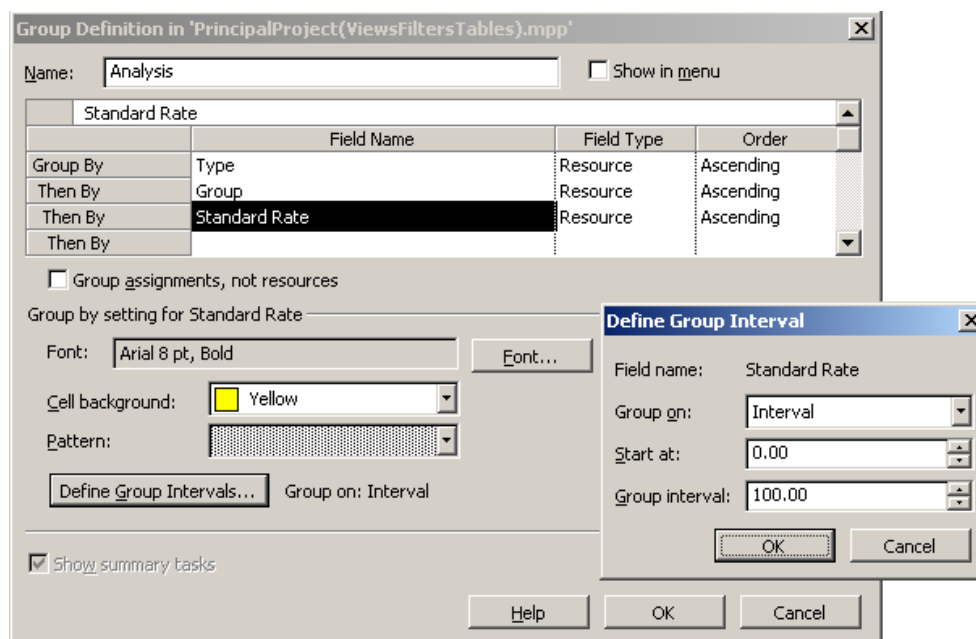 Group Definition in 'PrincipalProject(ViewsFiltersTables).mpp'
Name: Analysis Show in menu
Standard Rate
Field Name Field Type Order
Group By Type Resource Ascending
Then By Group Resource Ascending
Then By Standard Rate Resource Ascending
Then By
Group assignments, not resources
Group by setting for Standard Rate
Font: Arial 8 pt, Bold Font...
Cell background: Yellow
Pattern:
Define Group Intervals... Group on: Interval
Show summary tasks
Help OK Cancel
Define Group Interval
Field name: Standard Rate
Group on: Interval
Start at: 0.00
Group interval: 100.00
OK Cancel